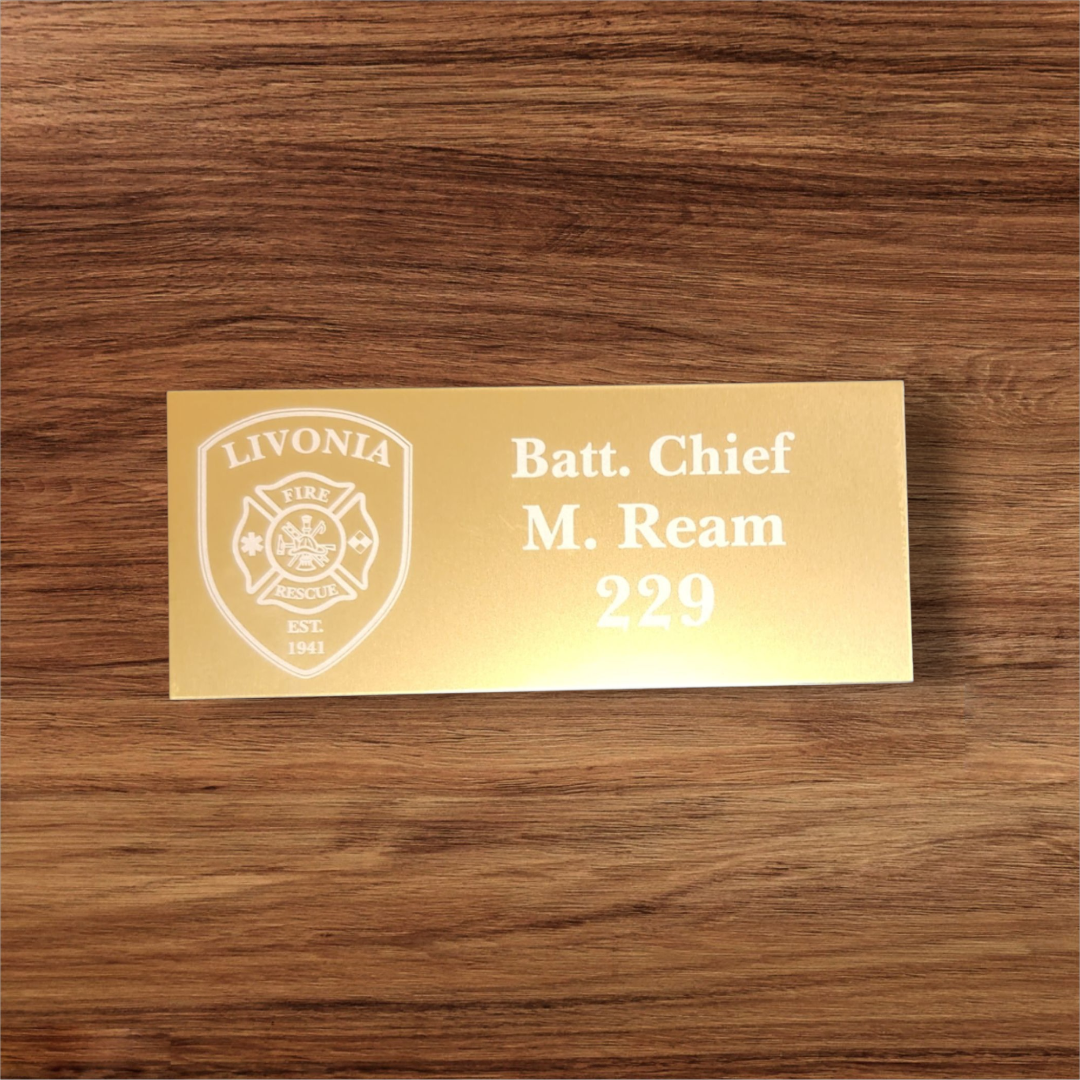 LIVONIA
FIRE
RESCUE
EST.
1941
Batt. Chief
M. Ream
229